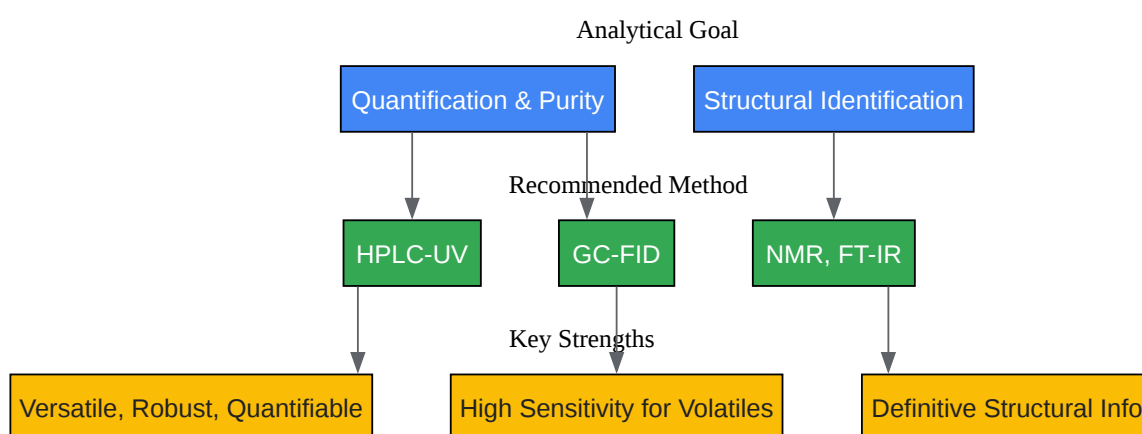 Analytical Goal
Quantification & Purity
Structural Identification
Recommended Method
HPLC-UV
GC-FID
NMR, FT-IR
Key Strengths
Versatile, Robust, Quantifiable
High Sensitivity for Volatiles
Definitive Structural Info